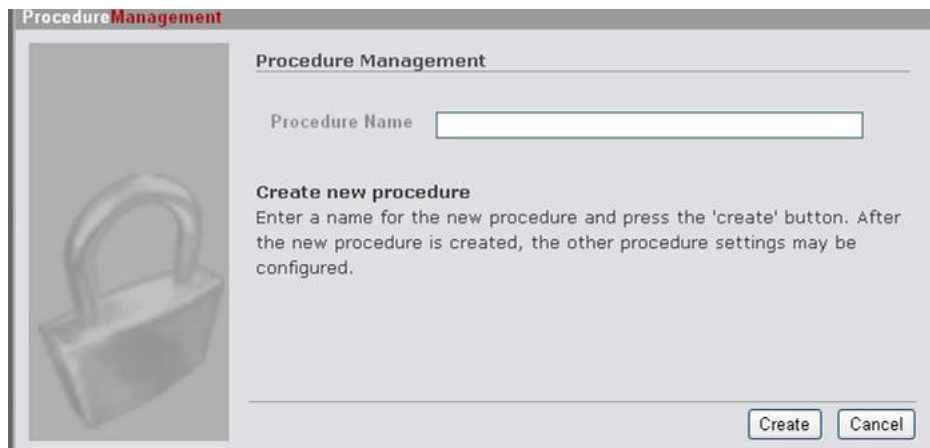 ProcedureManagement
Procedure Management
Procedure Name
Create new procedure
Enter a name for the new procedure and press the 'create' button. After
the new procedure is created, the other procedure settings may be
configured.
Create Cancel